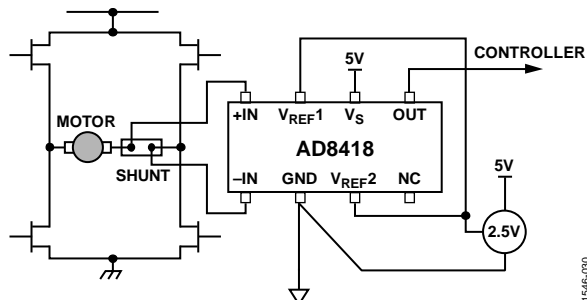 CONTROLLER
5V
+IN VREF1 VS OUT
MOTOR
AD8418
SHUNT
–IN GND VREF2 NC
5V
2.5V